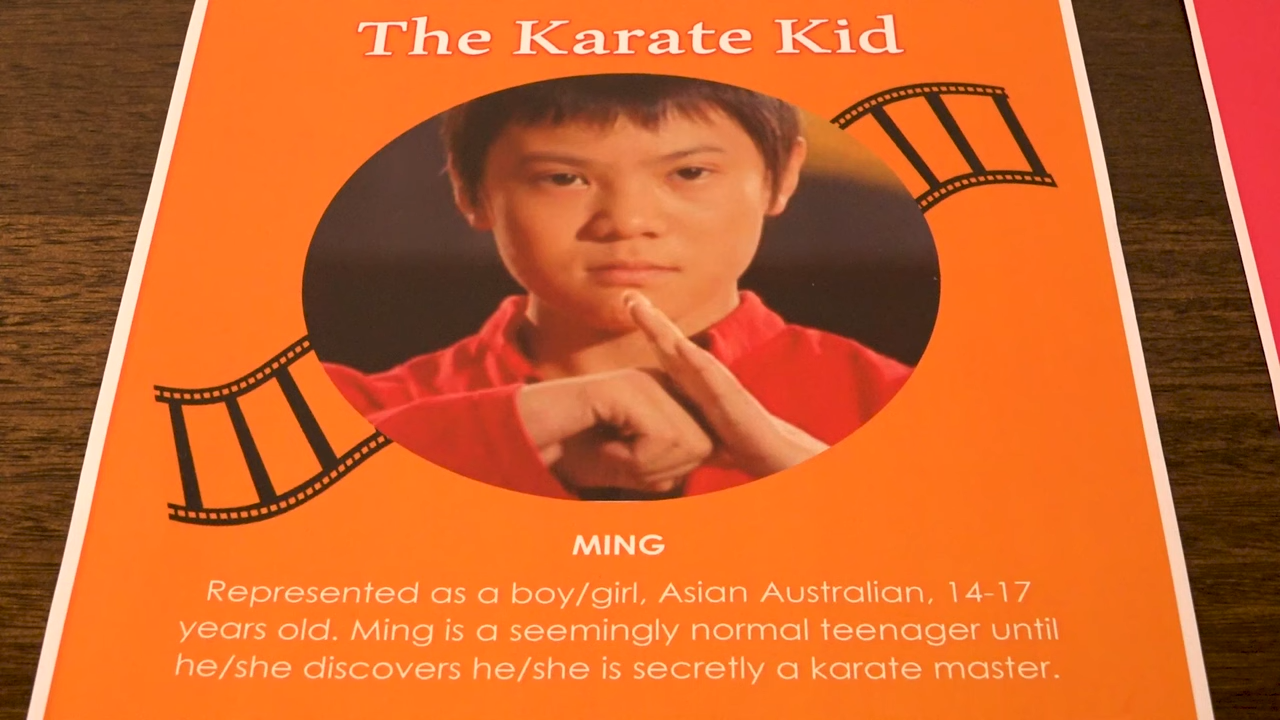 The Karate Kid
MING
Represented as a boy/girl, Asian Australian, 14-17
years old. Ming is a seemingly normal teenager until
he/she discovers he/she is secretly a karate master.